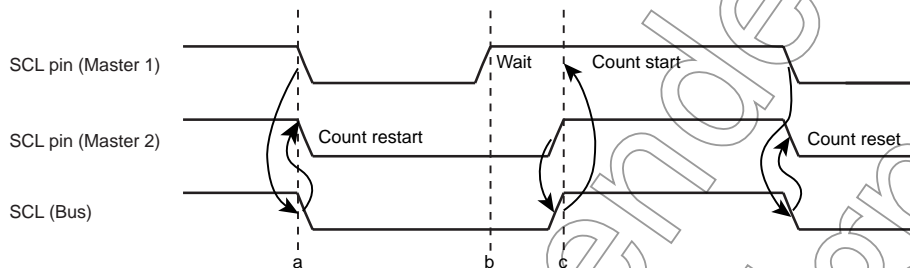 SCL pin (Master 1)
Wait
Count start
SCL pin (Master 2)
Count restart
Count reset
SCL (Bus)
a
b
c